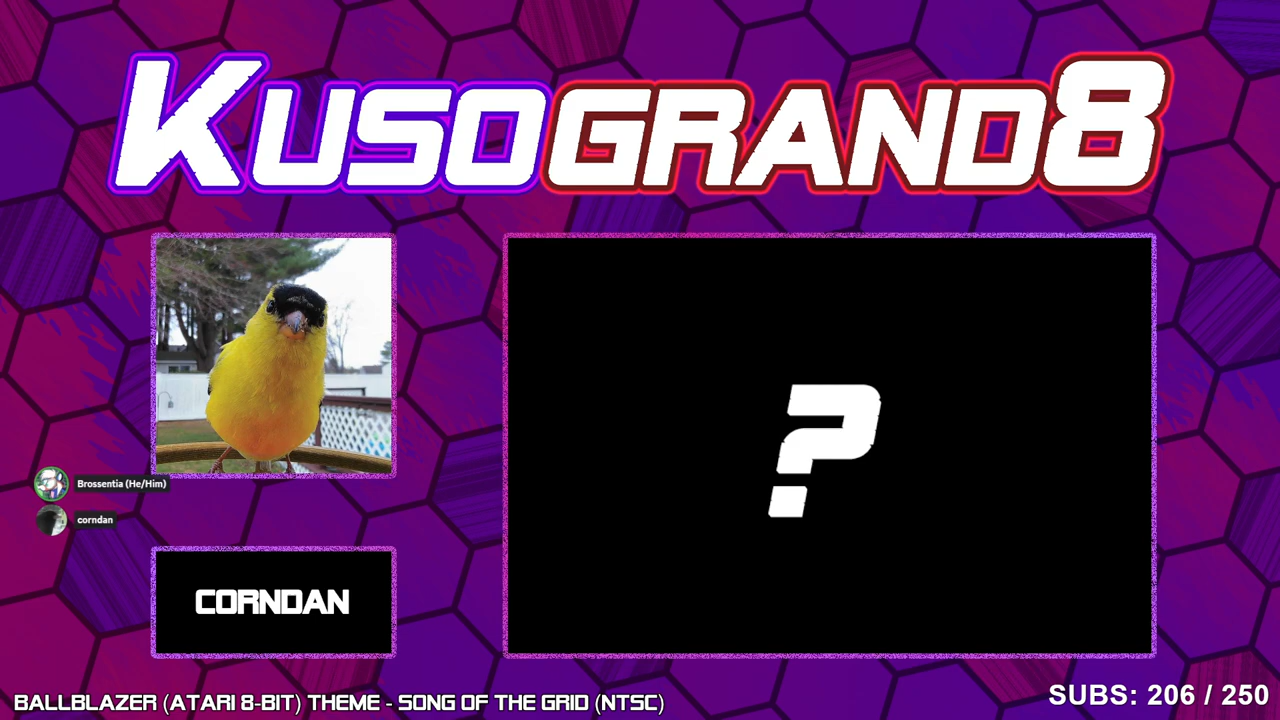 KUSOGRAND8
?
Brossentia (He/Him)
corndan
CORNDAN
BALLBLAZER (ATARI 8-BIT) THEME - SONG OF THE GRID (NTSC)
SUBS: 206 / 250